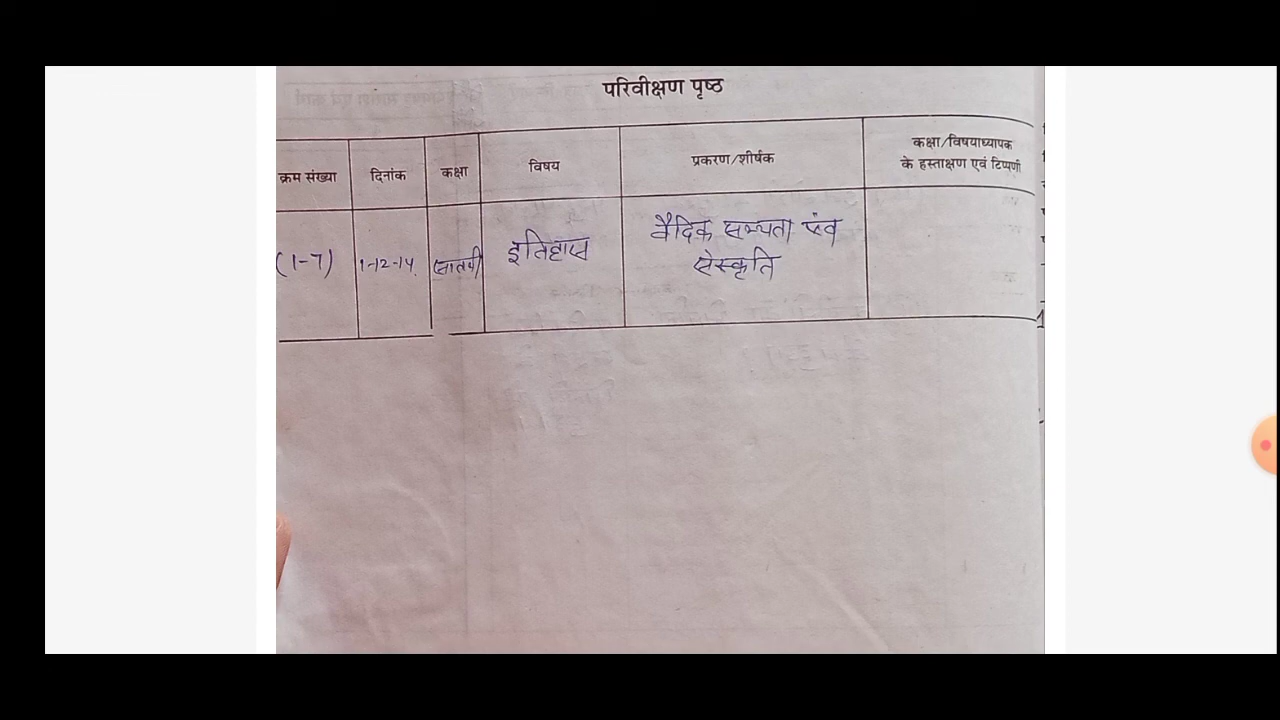 परिवीक्षण पृष्ठ
क्रम संख्या दिनांक कक्षा विषय प्रकरण/शीर्षक कक्षा/विषयाध्यापक
के हस्ताक्षण एवं टिप्पणी
(1-7) 1-12-14 सातवी इतिहास वैदिक सभ्यता एंव
संस्कृति